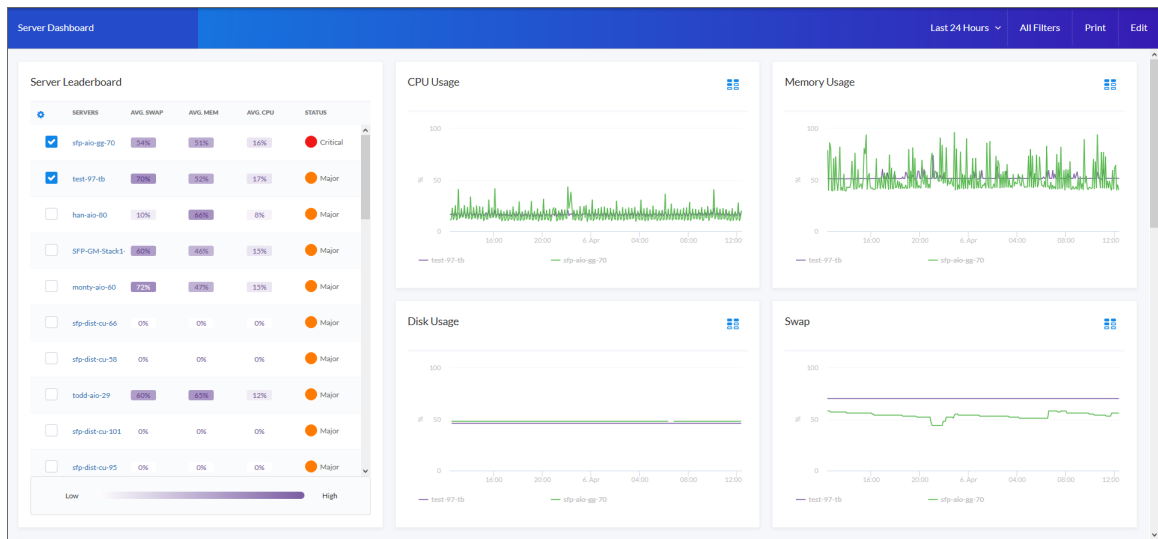 Server Dashboard
Last 24 Hours All Filters Print Edit
Server Leaderboard
SERVERS AVG. SWAP AVG. MEM AVG. CPU STATUS
sfp-aio-gg-70 54% 51% 16% Critical
test-97-tb 70% 52% 17% Major
han-aio-80 10% 66% 8% Major
SFP-GM-Stack1- 60% 46% 15% Major
monty-aio-60 72% 47% 15% Major
sfp-dist-cu-66 0% 0% 0% Major
sfp-dist-cu-58 0% 0% 0% Major
todd-aio-29 60% 65% 12% Major
sfp-dist-cu-101 0% 0% 0% Major
sfp-dist-cu-95 0% 0% 0% Major
Low High
CPU Usage
100
% 50
0
16:00 20:00 6. Apr 04:00 08:00 12:00
test-97-tb sfp-aio-gg-70
Memory Usage
100
% 50
0
16:00 20:00 6. Apr 04:00 08:00 12:00
test-97-tb sfp-aio-gg-70
Disk Usage
100
% 50
0
16:00 20:00 6. Apr 04:00 08:00 12:00
test-97-tb sfp-aio-gg-70
Swap
100
% 50
0
16:00 20:00 6. Apr 04:00 08:00 12:00
test-97-tb sfp-aio-gg-70